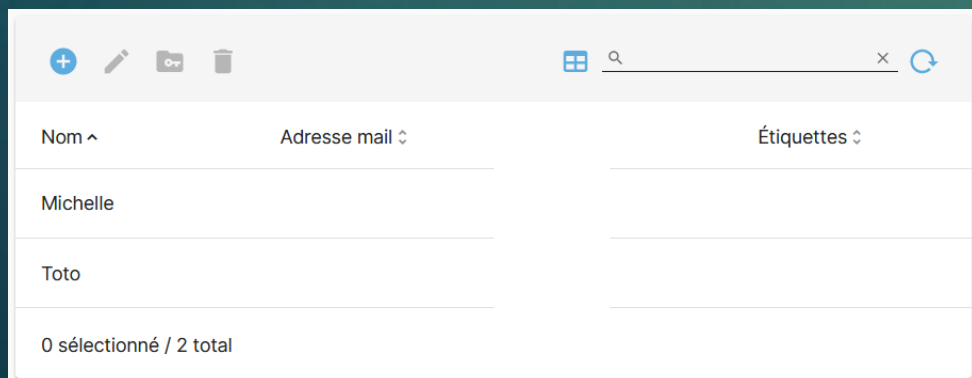 Nom Adresse mail Étiquettes
Michelle
Toto
0 sélectionné / 2 total